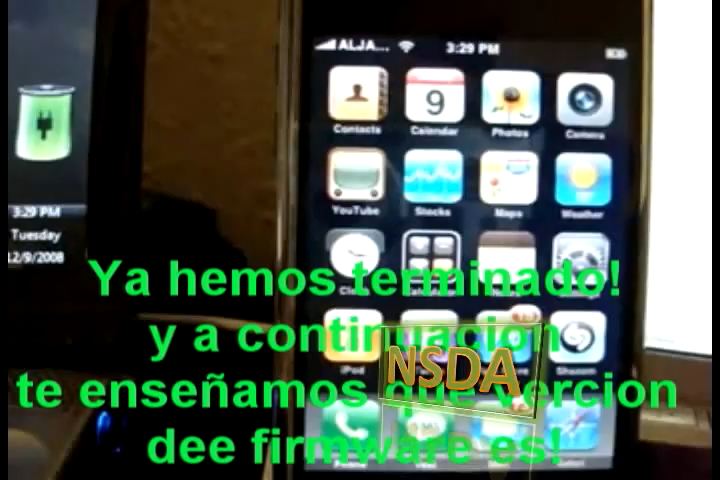 ALJA... 3:29 PM
9
Contacts Calendar Photos Camera
YouTube Stocks Maps Weather
iPod Shazam
3:29 PM
Tuesday
12/9/2008
Ya hemos terminado!
y a continuacion
te enseñamos que vercion
dee firmware es!
NSDA